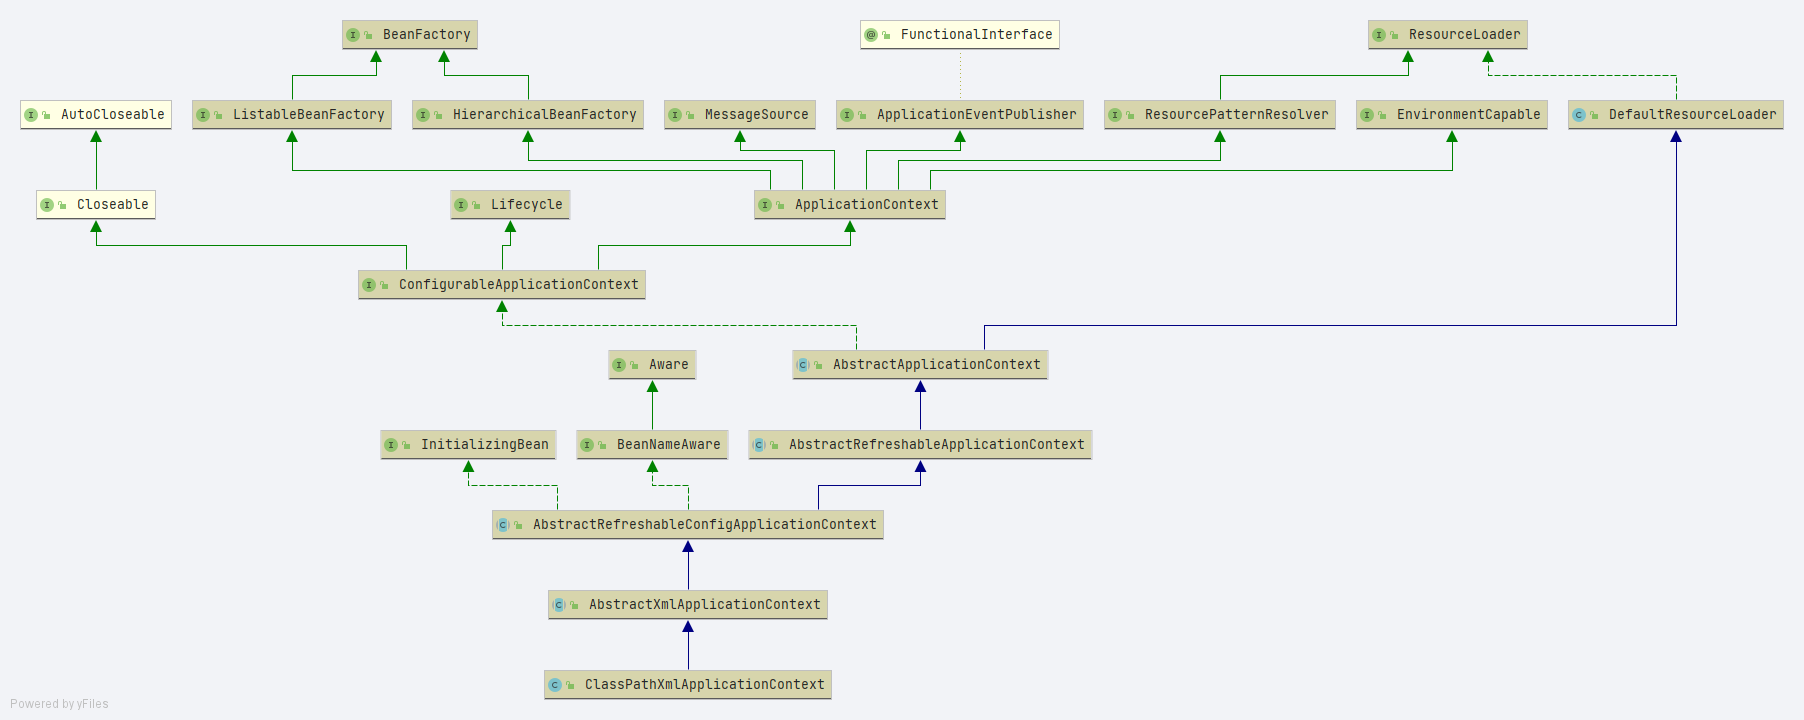 BeanFactory
FunctionalInterface
ResourceLoader
AutoCloseable
ListableBeanFactory
HierarchicalBeanFactory
MessageSource
ApplicationEventPublisher
ResourcePatternResolver
EnvironmentCapable
DefaultResourceLoader
Closeable
Lifecycle
ApplicationContext
ConfigurableApplicationContext
Aware
AbstractApplicationContext
InitializingBean
BeanNameAware
AbstractRefreshableApplicationContext
AbstractRefreshableConfigApplicationContext
AbstractXmlApplicationContext
ClassPathXmlApplicationContext
Powered by yFiles